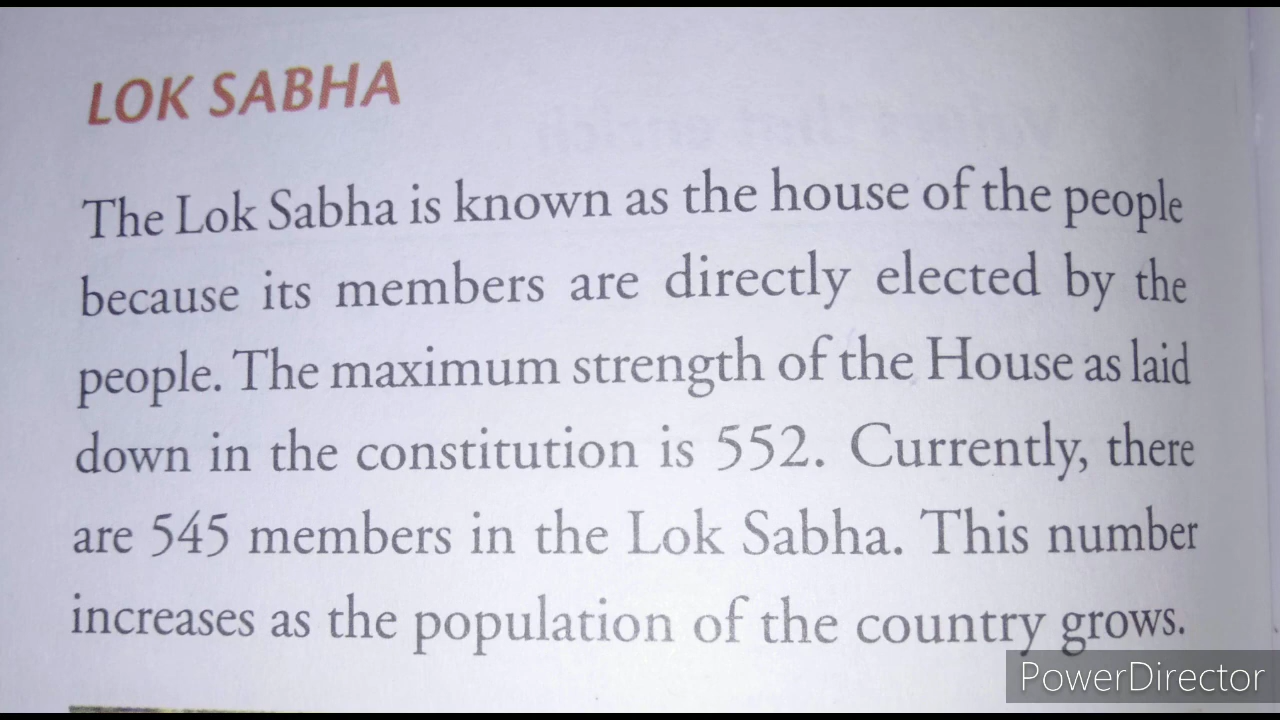 LOK SABHA
The Lok Sabha is known as the house of the people
because its members are directly elected by the
people. The maximum strength of the House as laid
down in the constitution is 552. Currently, there
are 545 members in the Lok Sabha. This number
increases as the population of the country grows.
PowerDirector